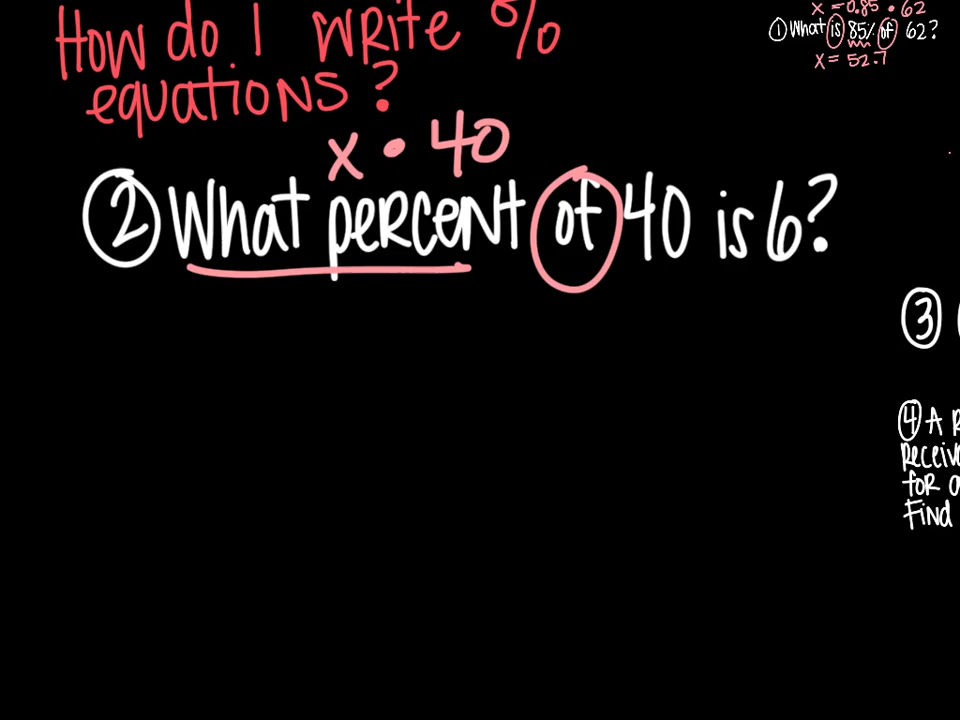 How do I write %
equations?
x • 40
② What percent of 40 is 6?
x = 0.85 • 62
① What is 85% of 62?
x = 52.7
③
④ A
for
Find